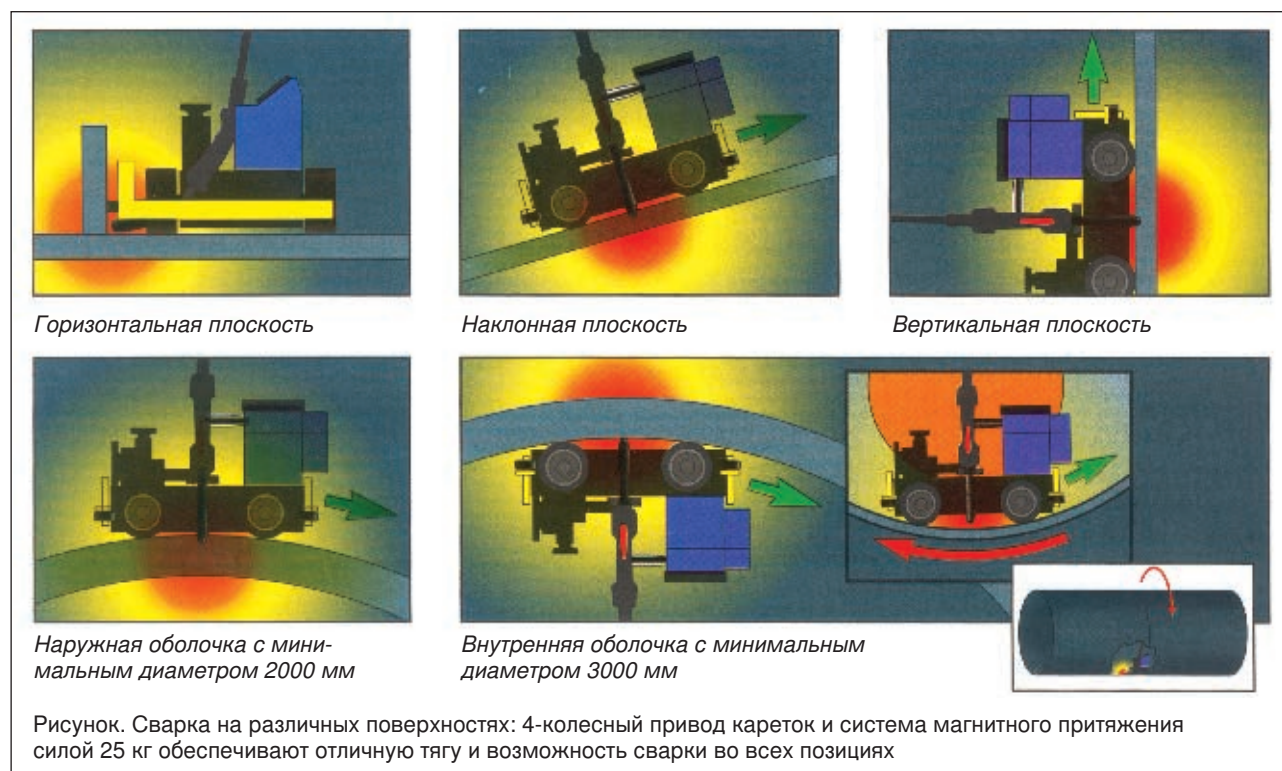 Горизонтальная плоскость
Наклонная плоскость
Вертикальная плоскость
Наружная оболочка с мини-
мальным диаметром 2000 мм
Внутренняя оболочка с минимальным
диаметром 3000 мм
Рисунок. Сварка на различных поверхностях: 4-колесный привод кареток и система магнитного притяжения
силой 25 кг обеспечивают отличную тягу и возможность сварки во всех позициях